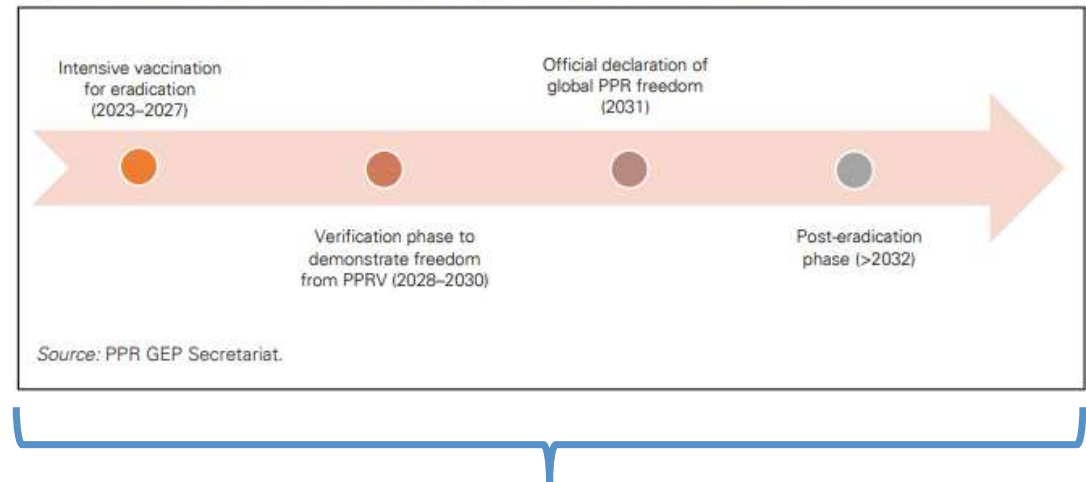 Intensive vaccination
for eradication
(2023–2027)
Official declaration of
global PPR freedom
(2031)
Verification phase to
demonstrate freedom
from PPRV (2028–2030)
Post-eradication
phase (>2032)
Source: PPR GEP Secretariat.